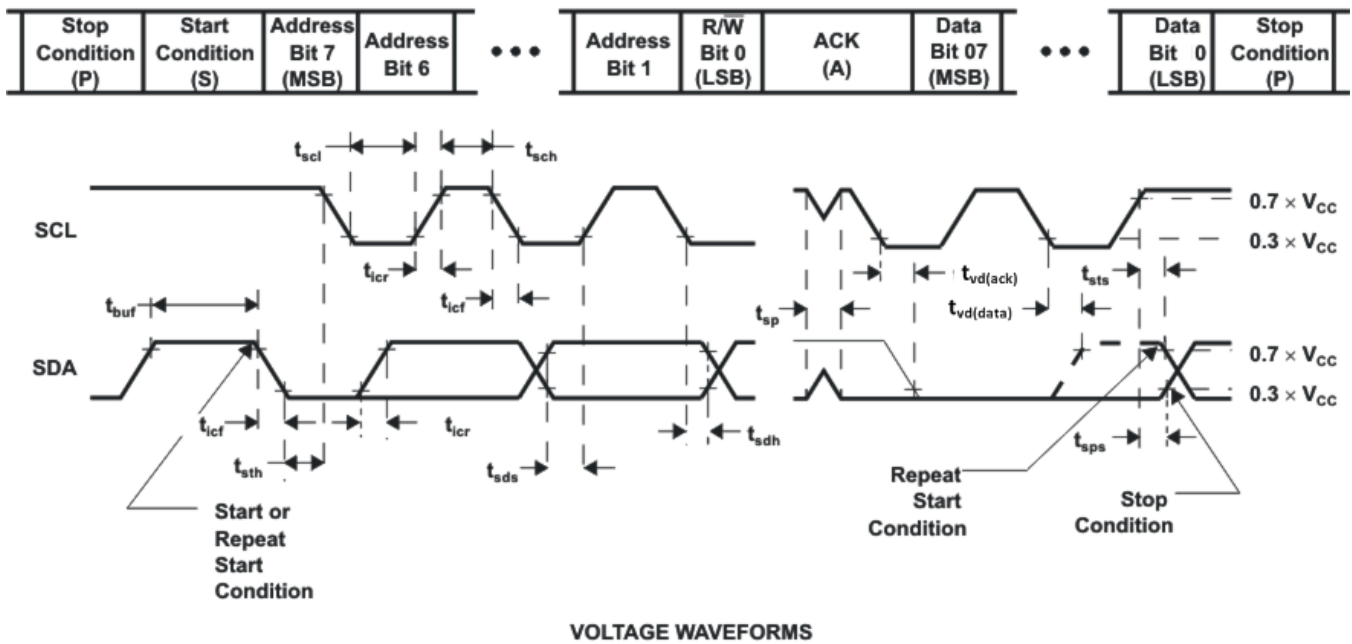 Stop
Condition
(P)
Start
Condition
(S)
Address
Bit 7
(MSB)
Address
Bit 6
• • •
Address
Bit 1
R/W̅
Bit 0
(LSB)
ACK
(A)
Data
Bit 07
(MSB)
• • •
Data
Bit 0
(LSB)
Stop
Condition
(P)
tscl
tsch
SCL
0.7 × VCC
0.3 × VCC
ticr
ticf
tvd(ack)
tsts
tbuf
tsp
tvd(data)
SDA
0.7 × VCC
0.3 × VCC
ticf
ticr
tsdh
tsps
tsth
tsds
Start or
Repeat
Start
Condition
Repeat
Start
Condition
Stop
Condition
VOLTAGE WAVEFORMS